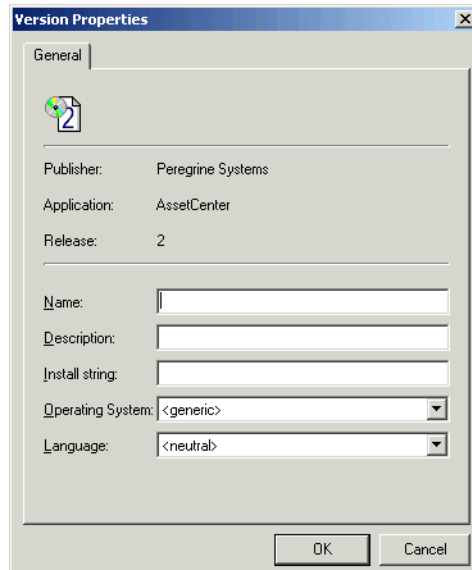 Version Properties
General
2
Publisher: Peregrine Systems
Application: AssetCenter
Release: 2
Name:
Description:
Install string:
Operating System: <generic>
Language: <neutral>
OK Cancel